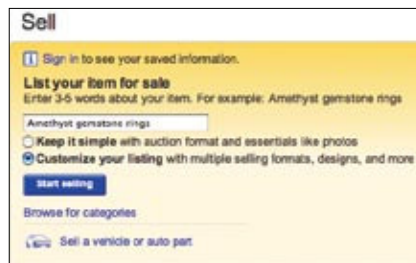 Sell
Sign in to see your saved information.
List your item for sale
Enter 3-5 words about your item. For example: Amethyst gemstone rings
Amethyst gemstone rings
Keep it simple with auction format and essentials like photos
Customize your listing with multiple selling formats, designs, and more
Start selling
Browse for categories
Sell a vehicle or auto part